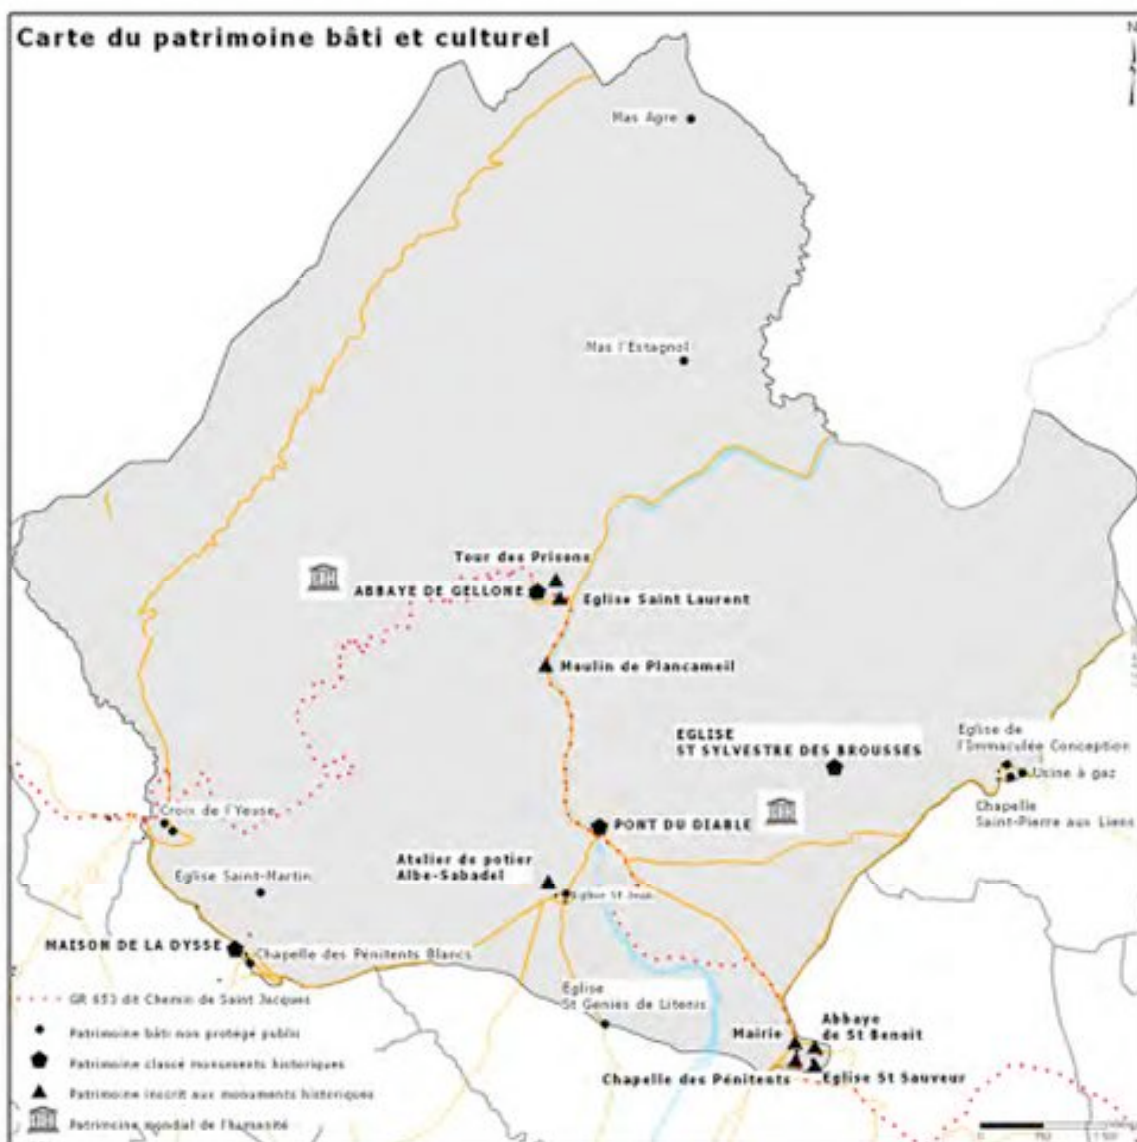 Carte du patrimoine bâti et culturel
N
Mas Agre
Mas l'Estagnol
Tour des Prisons
ABBAYE DE GELLONE
Eglise Saint Laurent
Moulin de Plancameil
EGLISE
ST SYLVESTRE DES BROUSSES
Eglise de
l'Immaculée Conception
Usine à gaz
Chapelle
Saint-Pierre aux Liens
Croix de l'Yeuse
PONT DU DIABLE
Atelier de potier
Albe-Sabadel
Eglise St Jean
Eglise Saint-Martin
MAISON DE LA DYSSE
Chapelle des Pénitents Blancs
Eglise
St Genies de Litenis
Mairie
Abbaye
de St Benoit
Chapelle des Pénitents
Eglise St Sauveur
GR 653 dit Chemin de Saint Jacques
Patrimoine bâti non protégé public
Patrimoine classé monuments historiques
Patrimoine inscrit aux monuments historiques
Patrimoine mondial de l'humanité
0
750